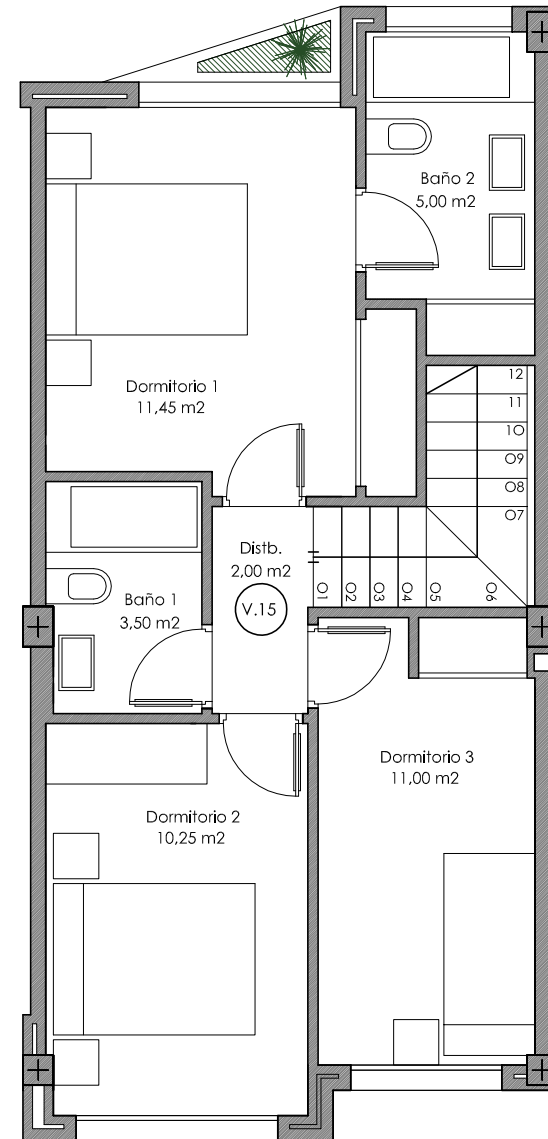 Baño 2
5,00 m2
Dormitorio 1
11,45 m2
12
11
10
09
08
07
Distb.
2,00 m2
V.15
01
02
03
04
05
06
Baño 1
3,50 m2
Dormitorio 3
11,00 m2
Dormitorio 2
10,25 m2